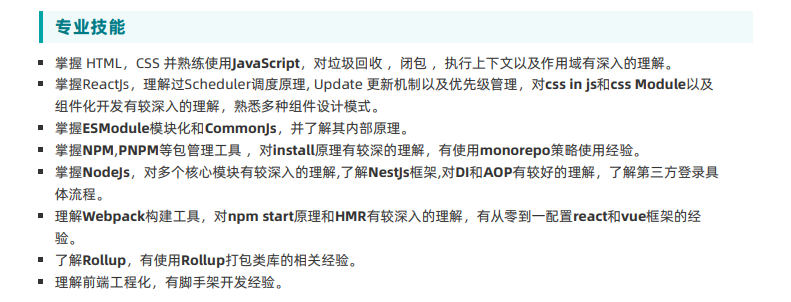 专业技能
掌握 HTML，CSS 并熟练使用JavaScript，对垃圾回收 ，闭包 ，执行上下文以及作用域有深入的理解。
掌握ReactJs，理解过Scheduler调度原理, Update 更新机制以及优先级管理，对css in js和css Module以及
组件化开发有较深入的理解，熟悉多种组件设计模式。
掌握ESModule模块化和CommonJs，并了解其内部原理。
掌握NPM,PNPM等包管理工具 ，对install原理有较深的理解，有使用monorepo策略使用经验。
掌握NodeJs，对多个核心模块有较深入的理解,了解NestJs框架,对DI和AOP有较好的理解，了解第三方登录具
体流程。
理解Webpack构建工具，对npm start原理和HMR有较深入的理解，有从零到一配置react和vue框架的经
验。
了解Rollup，有使用Rollup打包类库的相关经验。
理解前端工程化，有脚手架开发经验。